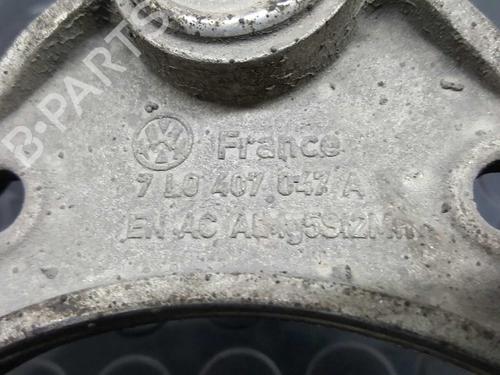 B-PARTS
France
7 L0 407 047 A
EN AC AlMg5Si2Mn